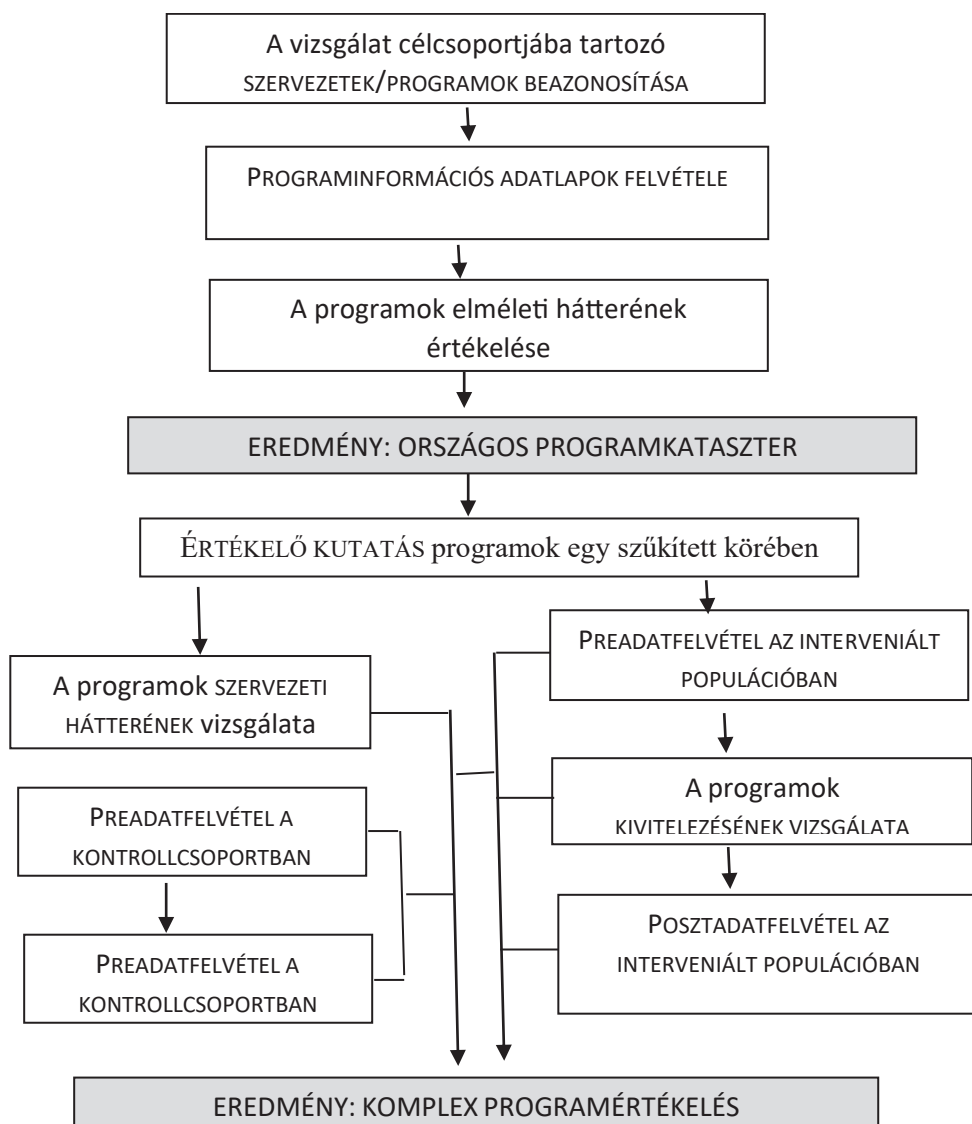 A vizsgálat célcsoportjába tartozó
SZERVEZETEK/PROGRAMOK BEAZONOSÍTÁSA
PROGRAMINFORMÁCIÓS ADATLAPOK FELVÉTELE
A programok elméleti hátterének
értékelése
EREDMÉNY: ORSZÁGOS PROGRAMKATASZTER
ÉRTÉKELŐ KUTATÁS programok egy szűkített körében
A programok SZERVEZETI
HÁTTERÉNEK vizsgálata
PREADATFELVÉTEL A
KONTROLLCSOPORTBAN
PREADATFELVÉTEL A
KONTROLLCSOPORTBAN
PREADATFELVÉTEL AZ INTERVENIÁLT
POPULÁCIÓBAN
A programok
KIVITELEZÉSÉNEK VIZSGÁLATA
POSZTADATFELVÉTEL AZ
INTERVENIÁLT POPULÁCIÓBAN
EREDMÉNY: KOMPLEX PROGRAMÉRTÉKELÉS